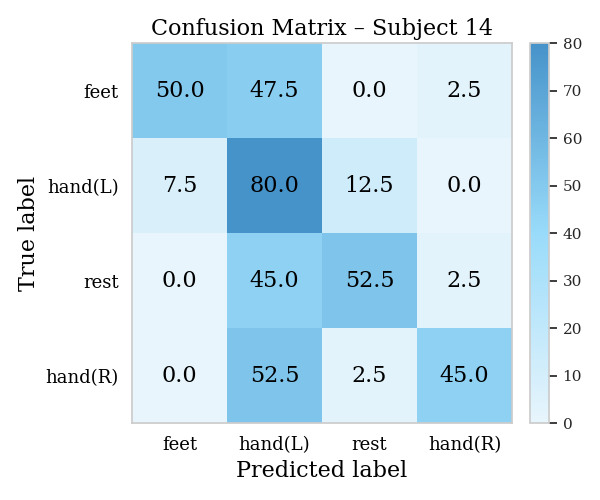 Confusion Matrix – Subject 14
True label
feet 50.0 47.5 0.0 2.5
hand(L) 7.5 80.0 12.5 0.0
rest 0.0 45.0 52.5 2.5
hand(R) 0.0 52.5 2.5 45.0
feet hand(L) rest hand(R)
Predicted label
80
70
60
50
40
30
20
10
0